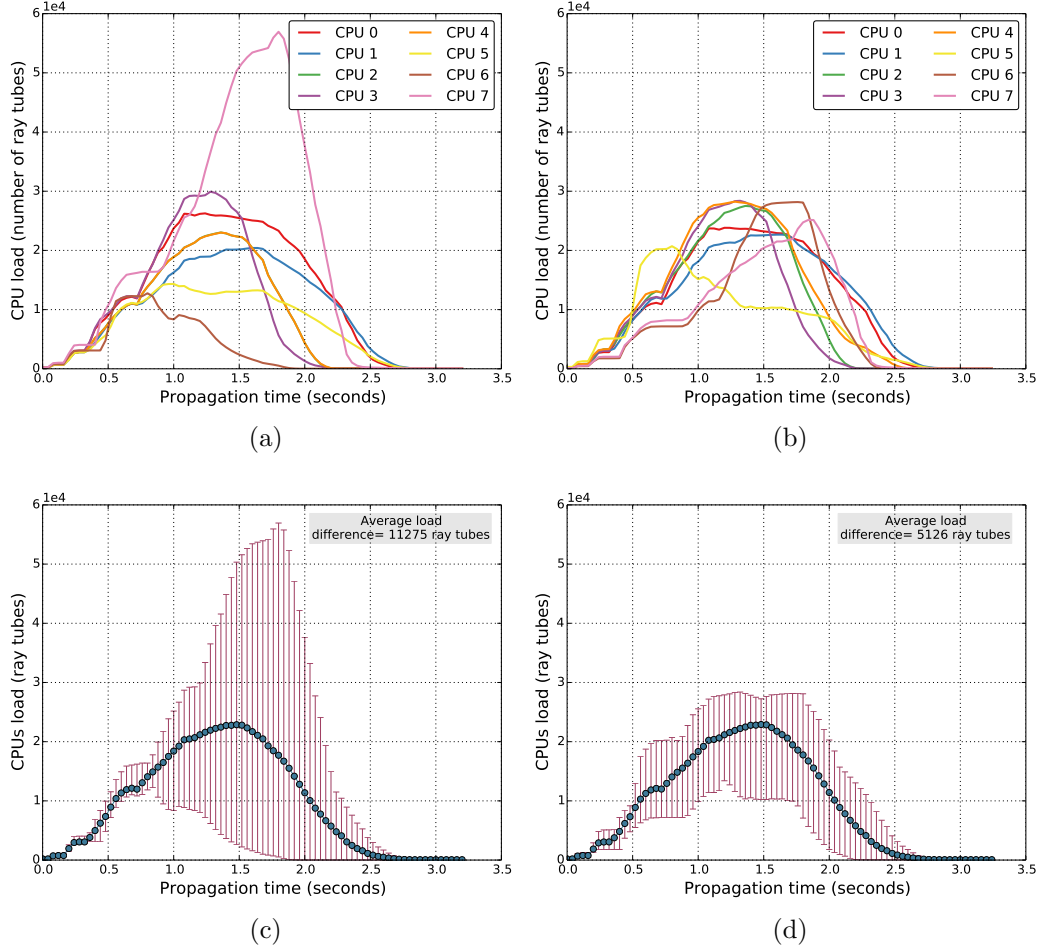 1e4
6
5
4
3
2
1
0
0.0 0.5 1.0 1.5 2.0 2.5 3.0 3.5
CPU load (number of ray tubes)
Propagation time (seconds)
CPU 0
CPU 1
CPU 2
CPU 3
CPU 4
CPU 5
CPU 6
CPU 7
(a)
1e4
6
5
4
3
2
1
0
0.0 0.5 1.0 1.5 2.0 2.5 3.0 3.5
CPU load (number of ray tubes)
Propagation time (seconds)
CPU 0
CPU 1
CPU 2
CPU 3
CPU 4
CPU 5
CPU 6
CPU 7
(b)
1e4
6
5
4
3
2
1
0
0.0 0.5 1.0 1.5 2.0 2.5 3.0 3.5
CPUs load (ray tubes)
Propagation time (seconds)
Average load
difference= 11275 ray tubes
(c)
1e4
6
5
4
3
2
1
0
0.0 0.5 1.0 1.5 2.0 2.5 3.0 3.5
CPUs load (ray tubes)
Propagation time (seconds)
Average load
difference= 5126 ray tubes
(d)